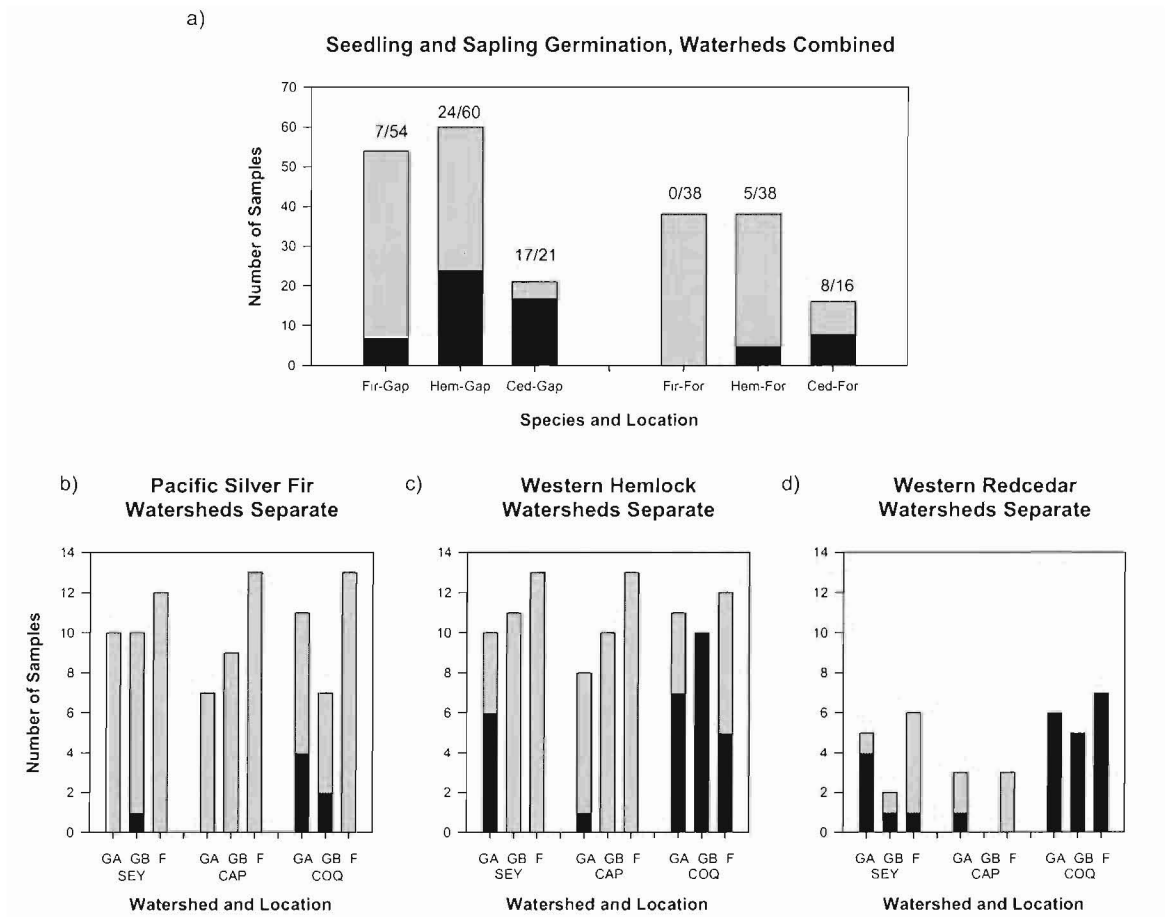 a)
Seedling and Sapling Germination, Waterheds Combined
70
60
50
40
30
20
10
0
Number of Samples
7/54
24/60
17/21
0/38
5/38
8/16
Fir-Gap Hem-Gap Ced-Gap Fir-For Hem-For Ced-For
Species and Location
b)
Pacific Silver Fir
Watersheds Separate
14
12
10
8
6
4
2
0
Number of Samples
GA GB F GA GB F GA GB F
SEY CAP COQ
Watershed and Location
c)
Western Hemlock
Watersheds Separate
14
12
10
8
6
4
2
0
GA GB F GA GB F GA GB F
SEY CAP COQ
Watershed and Location
d)
Western Redcedar
Watersheds Separate
14
12
10
8
6
4
2
0
GA GB F GA GB F GA GB F
SEY CAP COQ
Watershed and Location